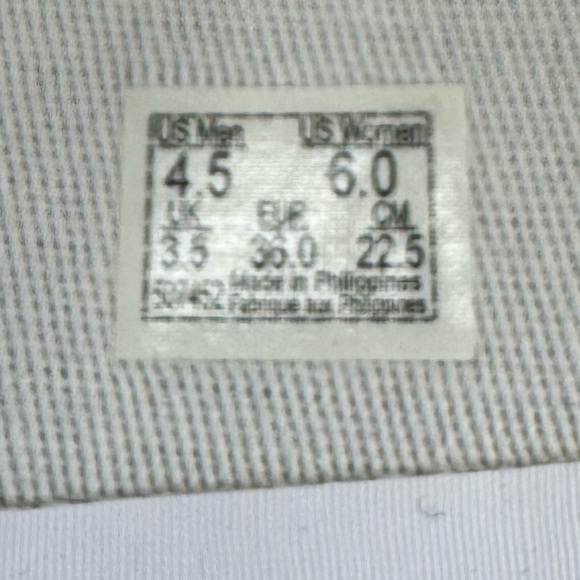 US Men US Women
4.5 6.0
UK EUR CM
3.5 36.0 22.5
Made in Philippines
537452 Fabriqué aux Philippines